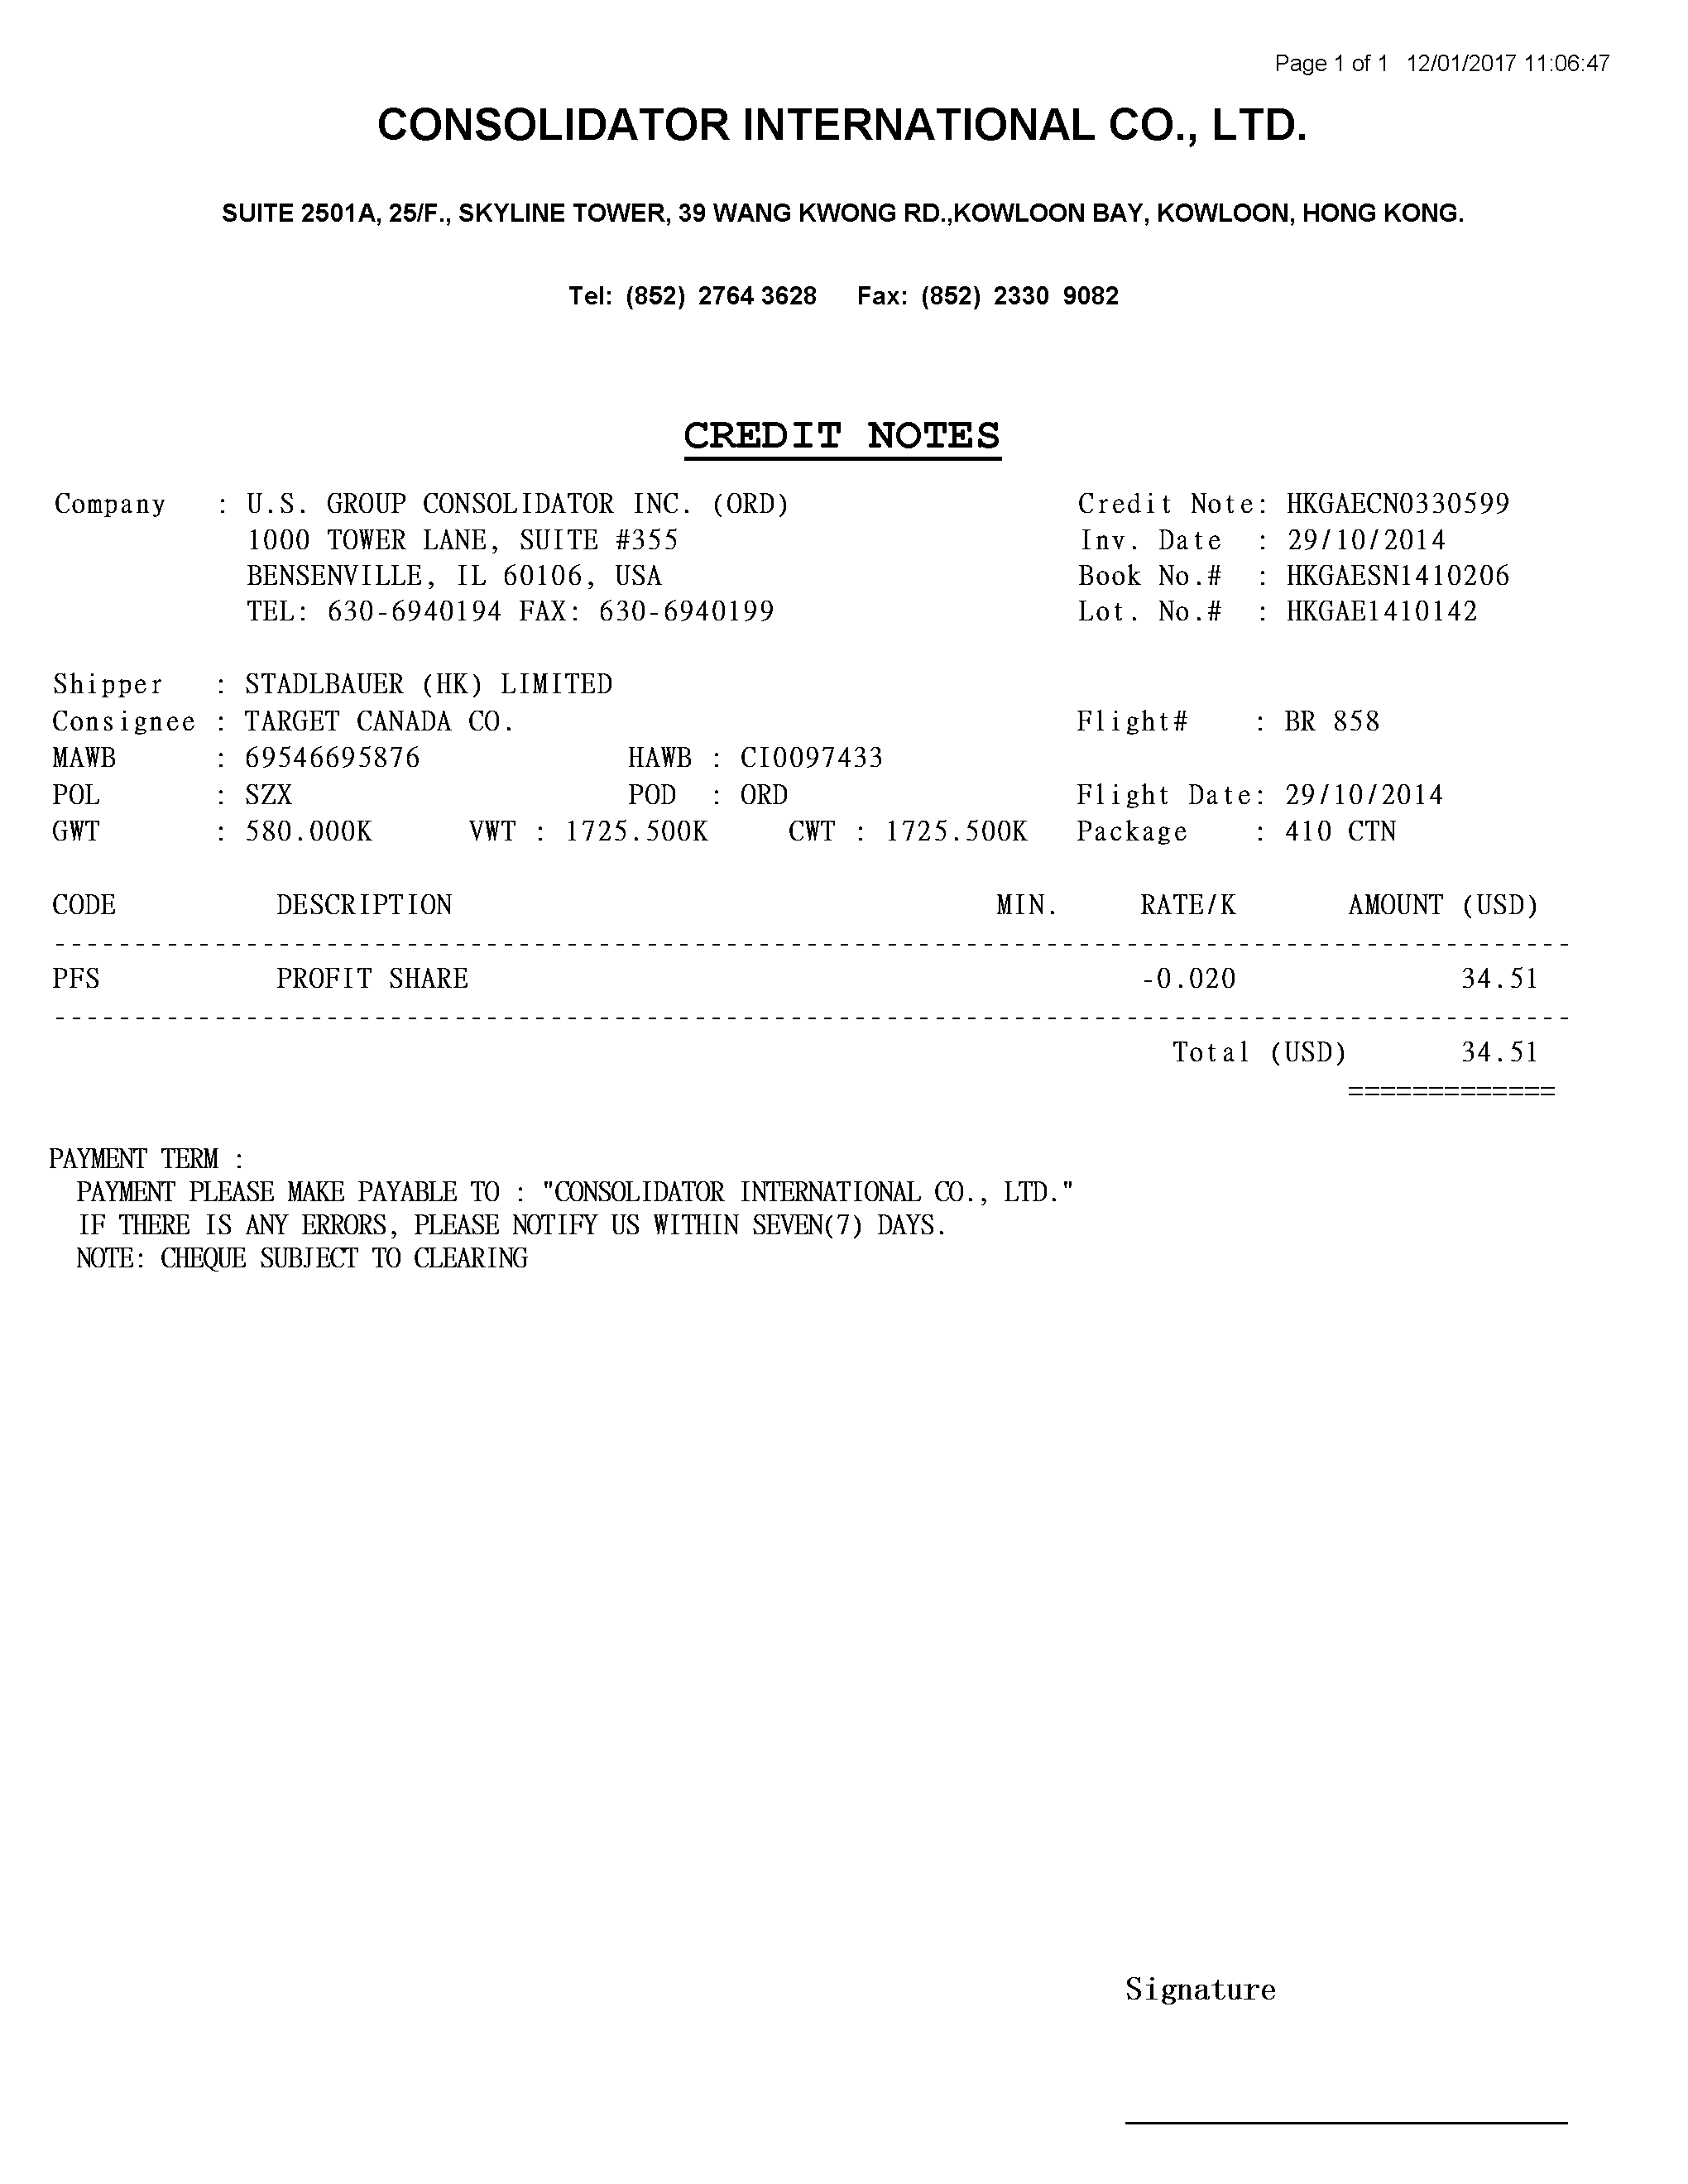 Page 1 of 1 12/01/2017 11:06:47
CONSOLIDATOR INTERNATIONAL CO., LTD.
SUITE 2501A, 25/F., SKYLINE TOWER, 39 WANG KWONG RD.,KOWLOON BAY, KOWLOON, HONG KONG.
Tel: (852) 2764 3628 Fax: (852) 2330 9082
CREDIT NOTES
Company : U.S. GROUP CONSOLIDATOR INC. (ORD) Credit Note: HKGAECN0330599
1000 TOWER LANE, SUITE #355 Inv. Date : 29/10/2014
BENSENVILLE, IL 60106, USA Book No.# : HKGAESN1410206
TEL: 630-6940194 FAX: 630-6940199 Lot. No.# : HKGAE1410142
Shipper : STADLBAUER (HK) LIMITED
Consignee : TARGET CANADA CO. Flight# : BR 858
MAWB : 69546695876 HAWB : CI0097433
POL : SZX POD : ORD Flight Date: 29/10/2014
GWT : 580.000K VWT : 1725.500K CWT : 1725.500K Package : 410 CTN
CODE DESCRIPTION MIN. RATE/K AMOUNT (USD)
PFS PROFIT SHARE -0.020 34.51
Total (USD) 34.51
=============
PAYMENT TERM :
PAYMENT PLEASE MAKE PAYABLE TO : "CONSOLIDATOR INTERNATIONAL CO., LTD."
IF THERE IS ANY ERRORS, PLEASE NOTIFY US WITHIN SEVEN(7) DAYS.
NOTE: CHEQUE SUBJECT TO CLEARING
Signature